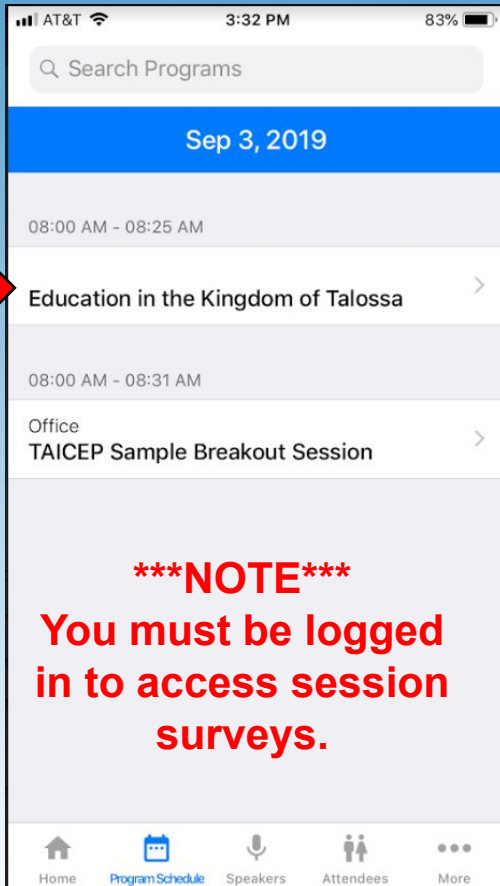 AT&T 3:32 PM 83%
Search Programs
Sep 3, 2019
08:00 AM - 08:25 AM
Education in the Kingdom of Talossa
08:00 AM - 08:31 AM
Office
TAICEP Sample Breakout Session
***NOTE***
You must be logged
in to access session
surveys.
Home Program Schedule Speakers Attendees More